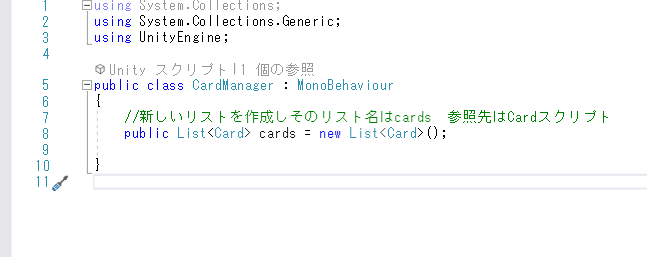 1 using System.Collections;
2 using System.Collections.Generic;
3 using UnityEngine;
4
Unity スクリプト|1 個の参照
5 public class CardManager : MonoBehaviour
6 {
7 //新しいリストを作成しそのリスト名はcards 参照先はCardスクリプト
8 public List<Card> cards = new List<Card>();
9
10 }
11